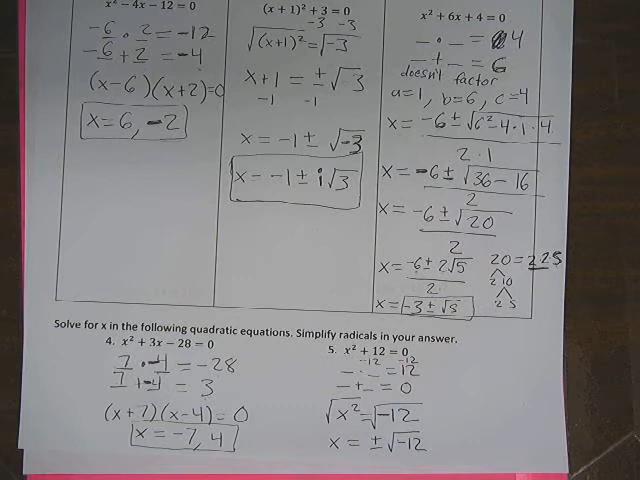 x² − 4x − 12 = 0
-6 · 2 = -12
-6 + 2 = -4
(x-6)(x+2)=0
x = 6, -2
(x + 1)² + 3 = 0
-3 -3
√(x+1)² = √-3
x+1 = ±√-3
-1 -1
x = -1 ± √-3
x = -1 ± i√3
x² + 6x + 4 = 0
_ · _ = 4
_ + _ = 6
doesn't factor
a=1, b=6, c=4
x = -6 ± √6²-4·1·4
2·1
x = -6 ± √36-16
2
x = -6 ± √20
2
x = -6 ± 2√5
2
x = -3 ± √5
20 = 2·2·5
2 10
2 5
Solve for x in the following quadratic equations. Simplify radicals in your answer.
4. x² + 3x − 28 = 0
7 · -4 = -28
7 + -4 = 3
(x+7)(x-4)=0
x = -7, 4
5. x² + 12 = 0
-12 -12
_ · _ = 12
_ + _ = 0
√x² = √-12
x = ±√-12